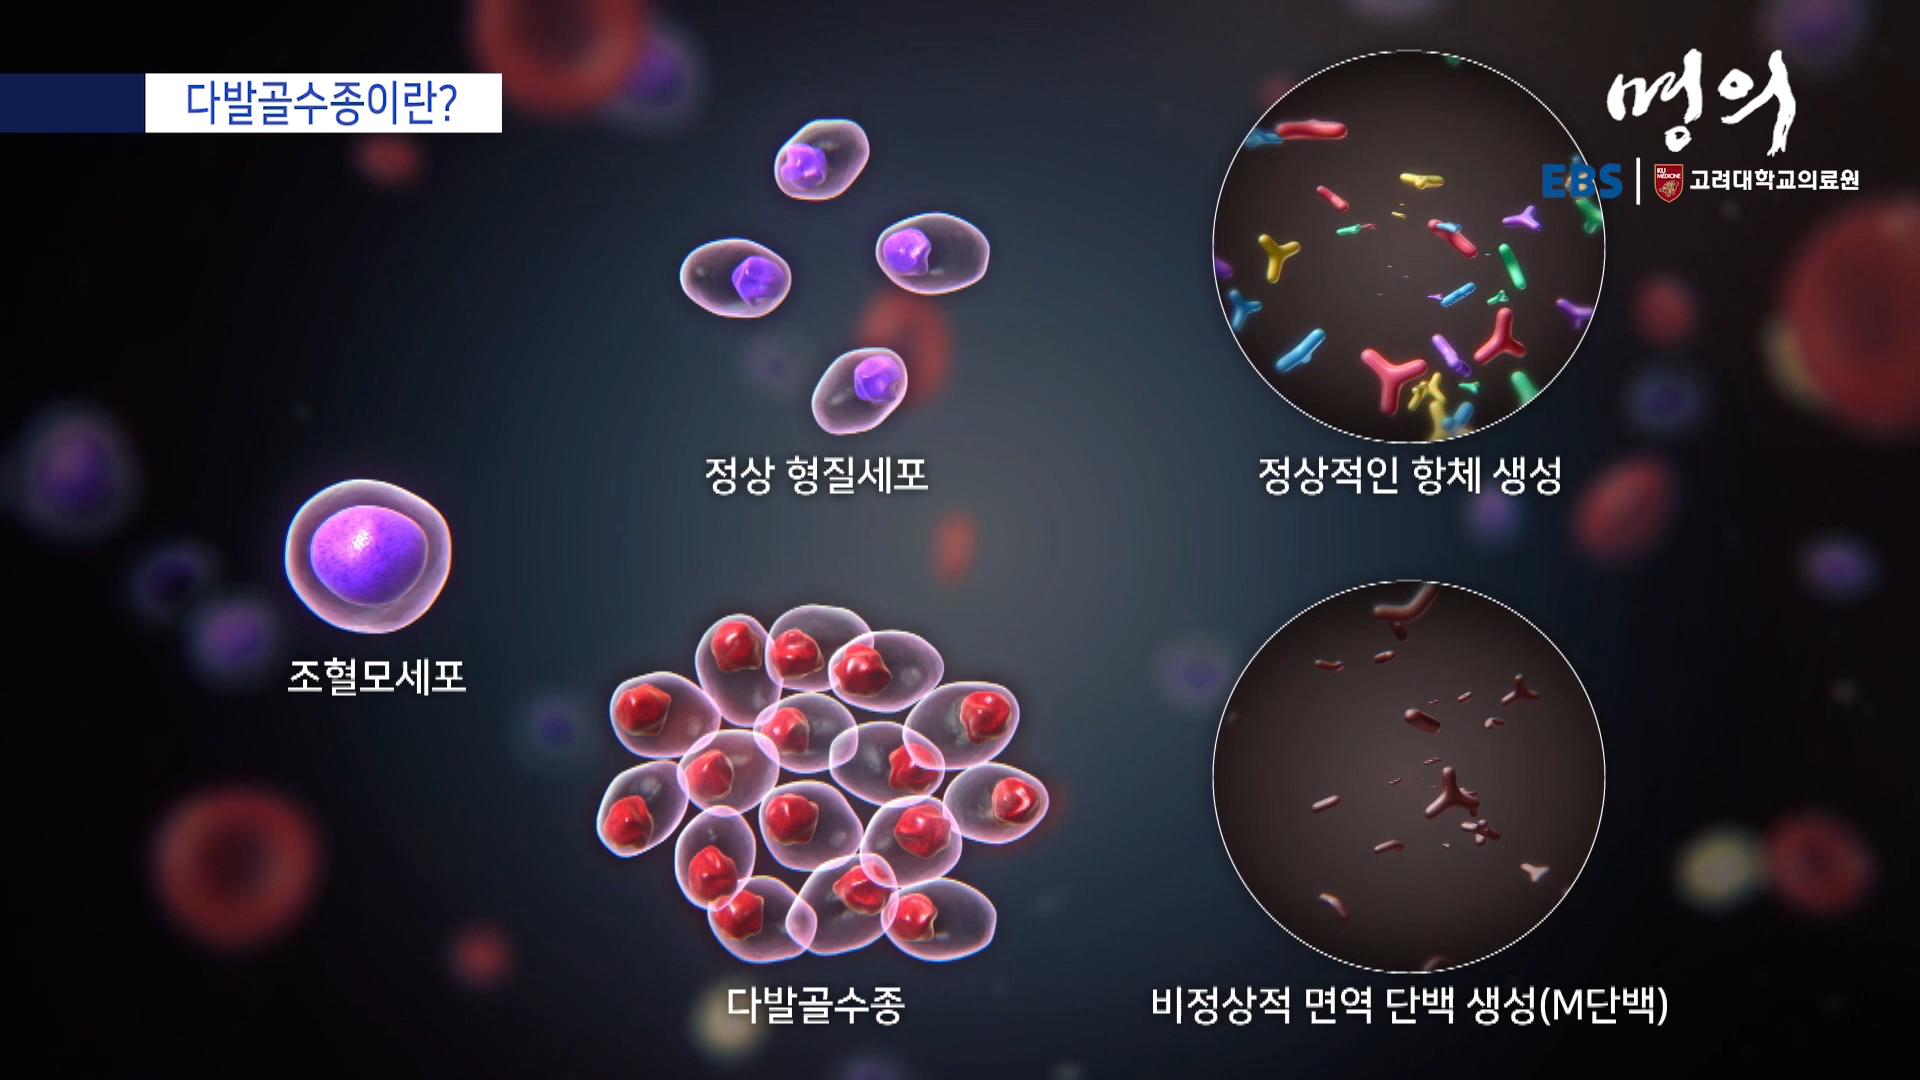 다발골수종이란?
명의
EBS
KU MEDICINE
고려대학교의료원
정상 형질세포
정상적인 항체 생성
조혈모세포
다발골수종
비정상적 면역 단백 생성(M단백)